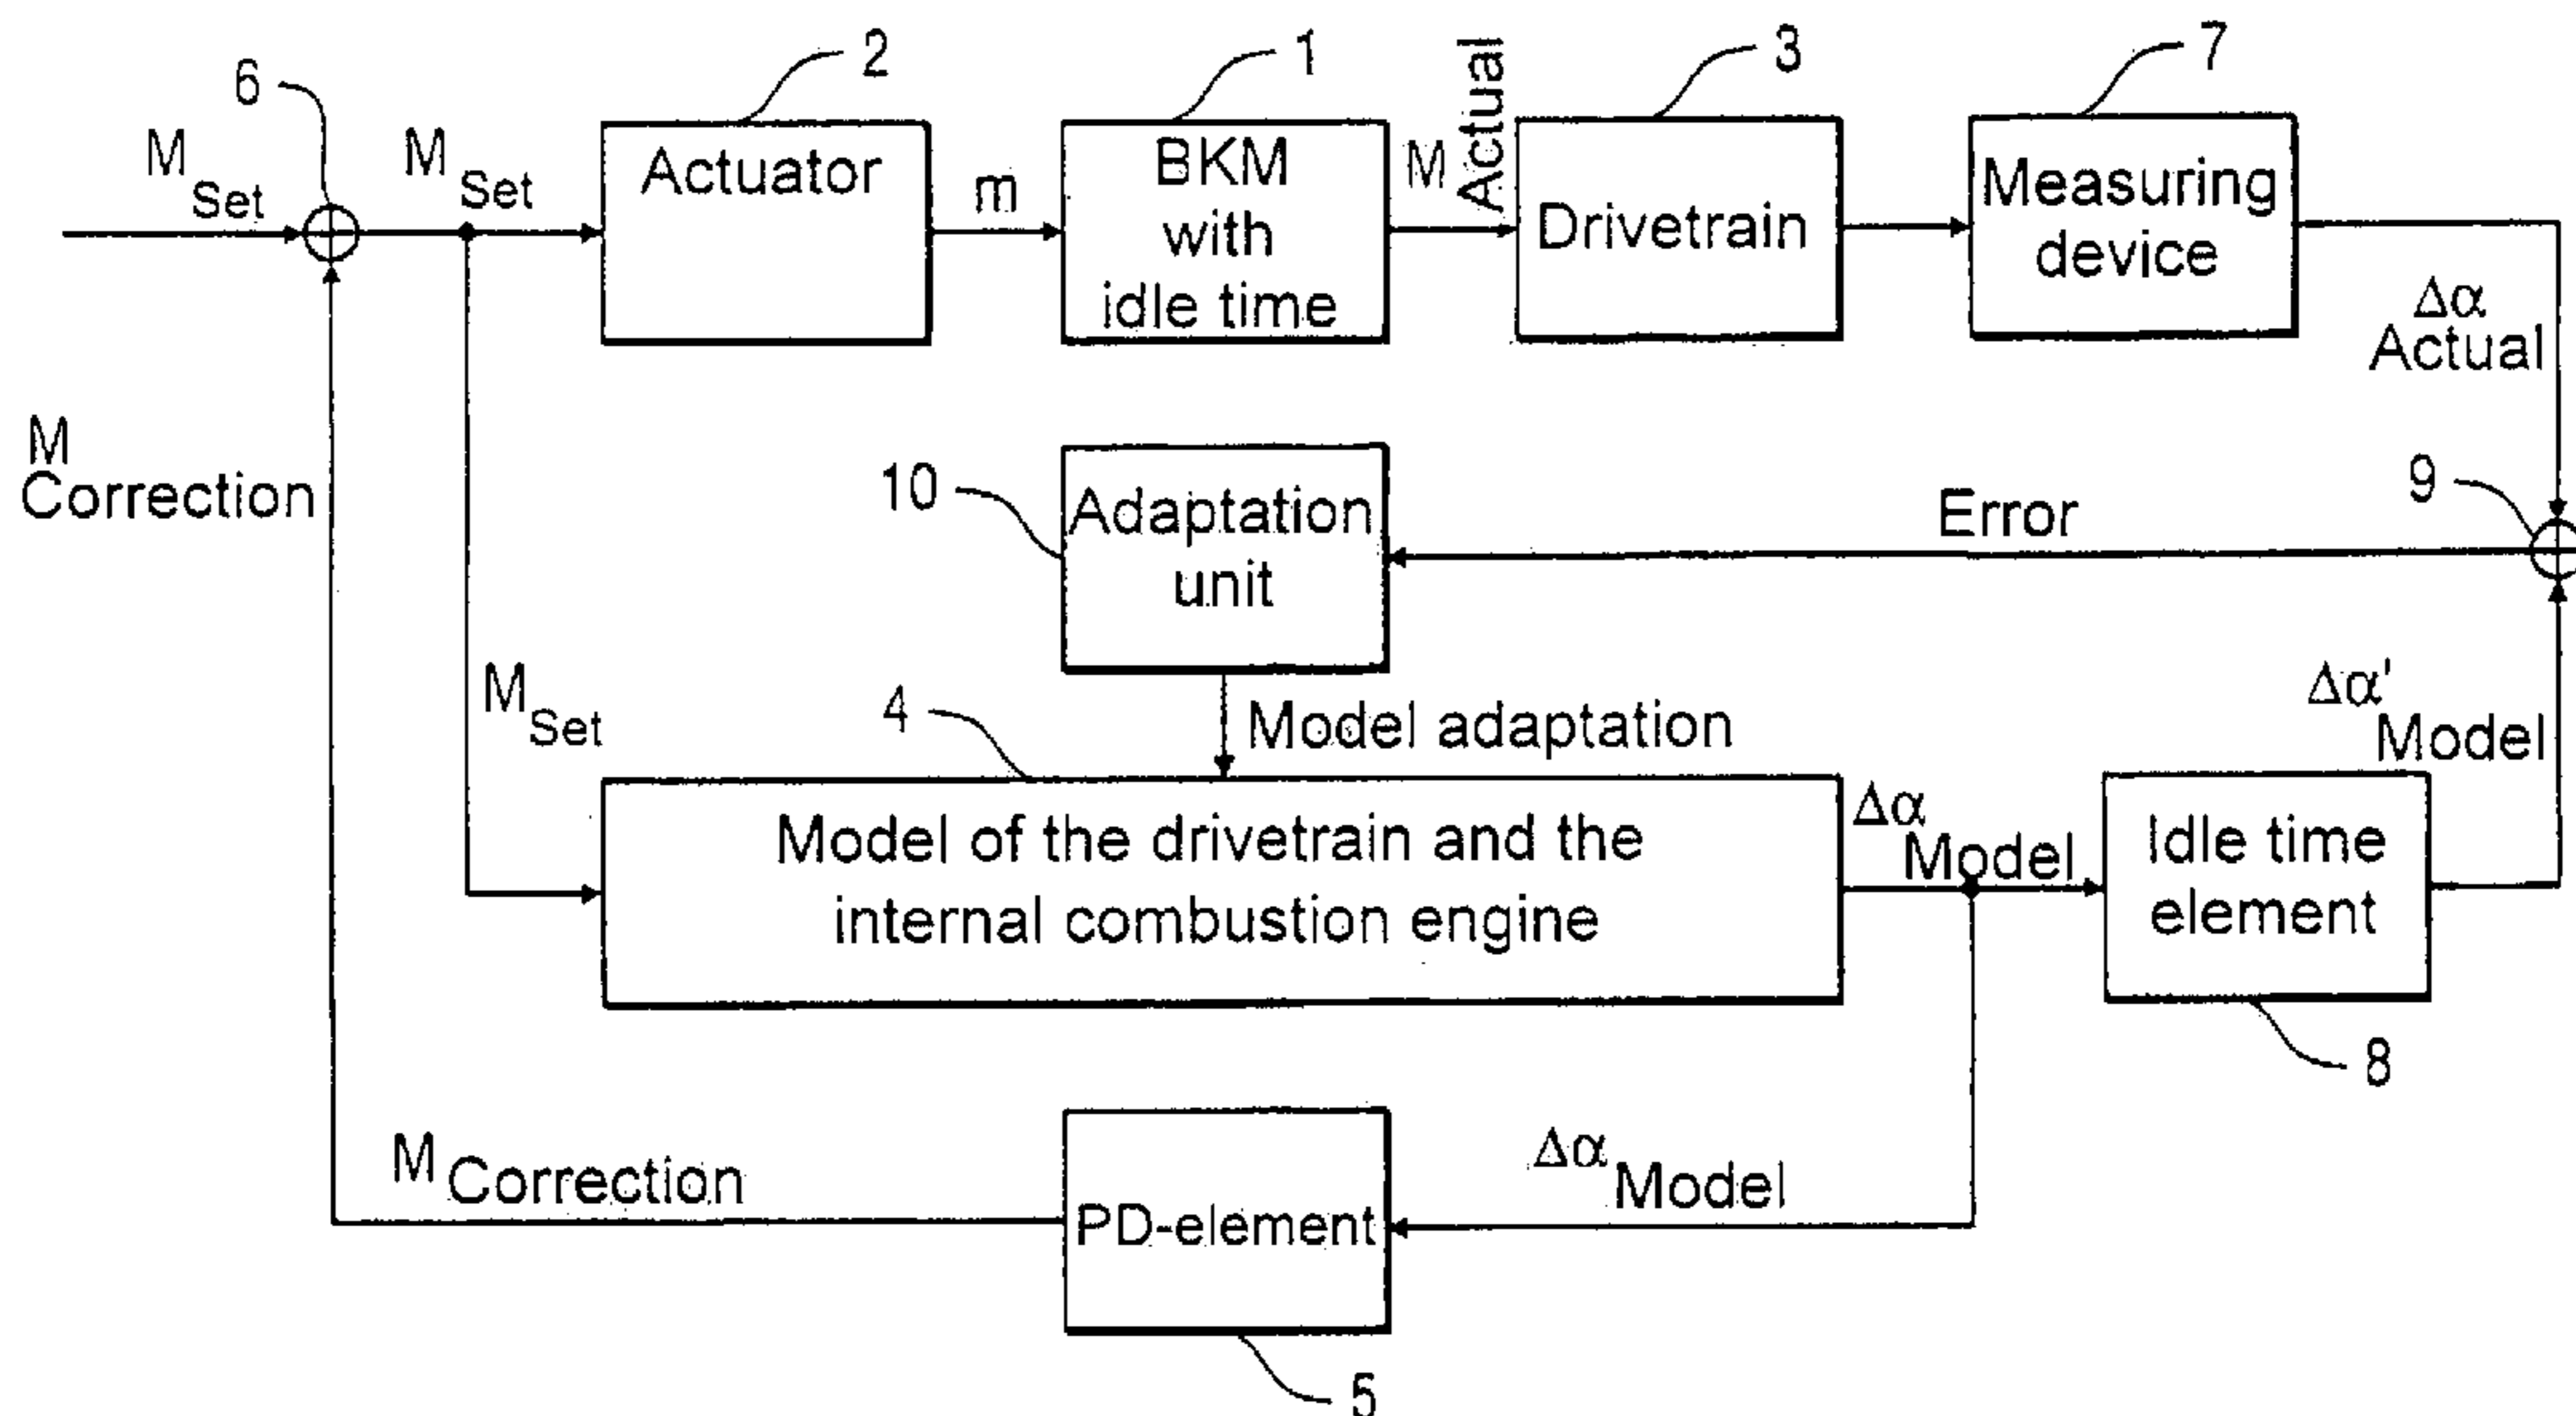 6
2
1
3
7
M Set
M Set
Actuator
m
BKM
with
idle time
M Actual
Drivetrain
Measuring
device
Δα
Actual
M
Correction
10
Adaptation
unit
Error
9
M Set
4
Model adaptation
Δα'
Model
Model of the drivetrain and the
internal combustion engine
Δα
Model
Idle time
element
8
M Correction
PD-element
Δα Model
5